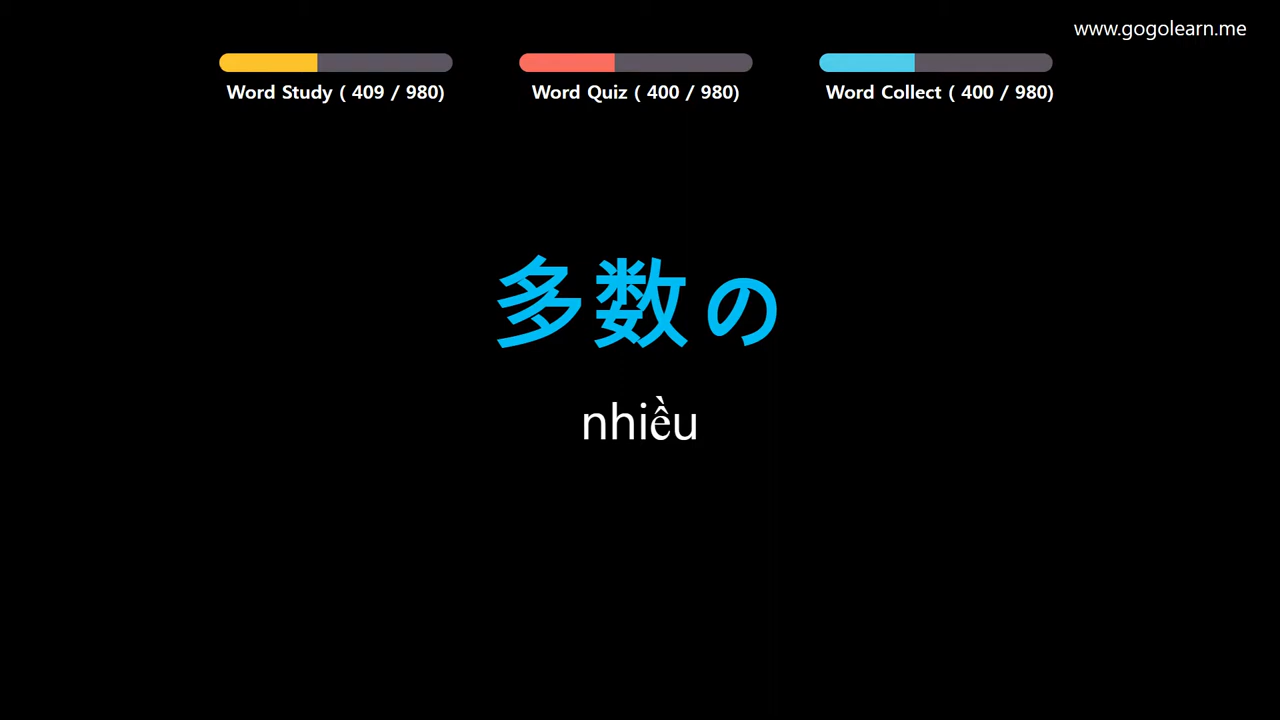 www.gogolearn.me
Word Study ( 409 / 980)
Word Quiz ( 400 / 980)
Word Collect ( 400 / 980)
多数の
nhiều